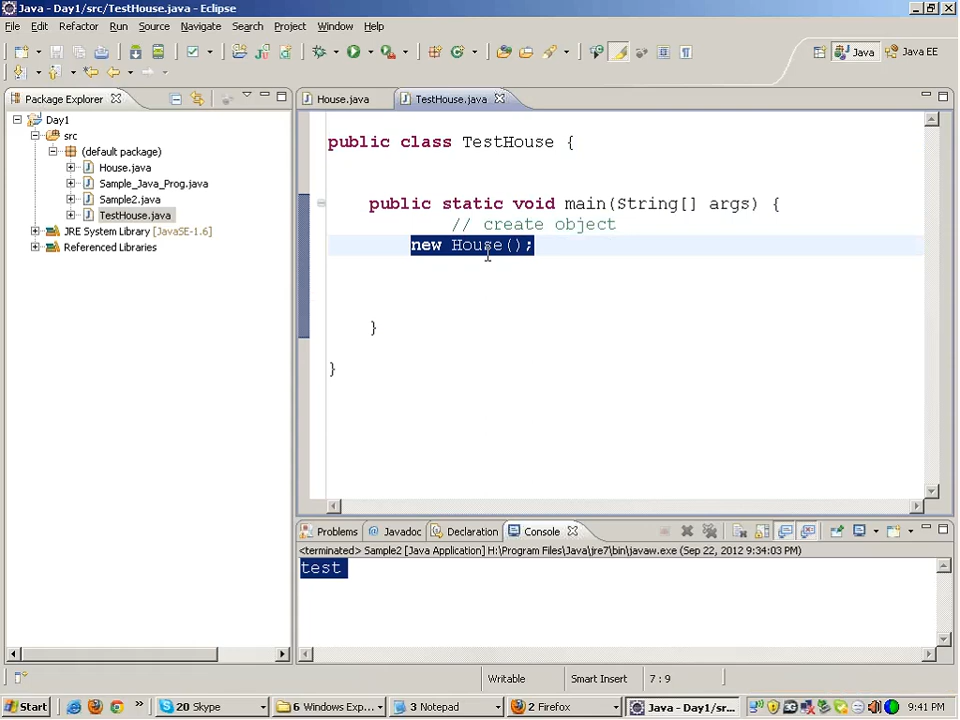 Java - Day1/src/TestHouse.java - Eclipse
File Edit Refactor Run Source Navigate Search Project Window Help
Java Java EE
Package Explorer
House.java TestHouse.java
Day1
src
(default package)
House.java
Sample_Java_Prog.java
Sample2.java
TestHouse.java
JRE System Library [JavaSE-1.6]
Referenced Libraries
public class TestHouse {
public static void main(String[] args) {
// create object
new House();
}
}
Problems Javadoc Declaration Console
<terminated> Sample2 [Java Application] H:\Program Files\Java\jre7\bin\javaw.exe (Sep 22, 2012 9:34:03 PM)
test
Writable Smart Insert 7 : 9
Start 20 Skype 6 Windows Exp... 3 Notepad 2 Firefox Java - Day1/sr... 9:41 PM